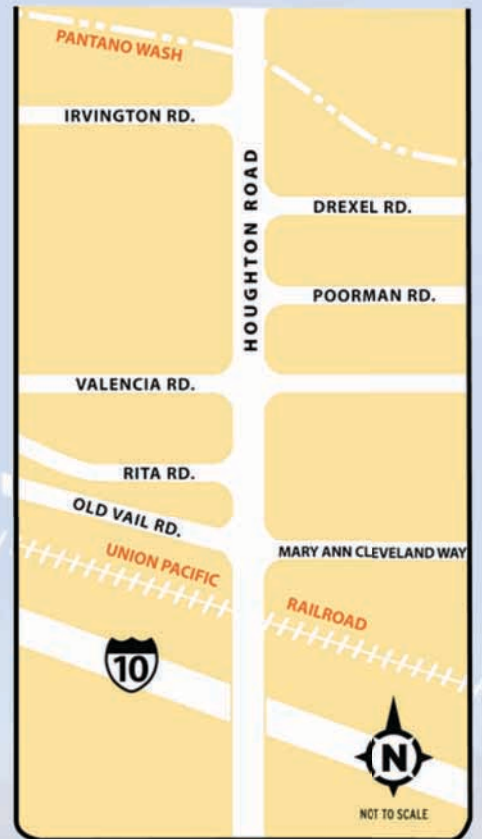 PANTANO WASH
IRVINGTON RD.
HOUGHTON ROAD
DREXEL RD.
POORMAN RD.
VALENCIA RD.
RITA RD.
OLD VAIL RD.
MARY ANN CLEVELAND WAY
UNION PACIFIC
RAILROAD
10
N
NOT TO SCALE